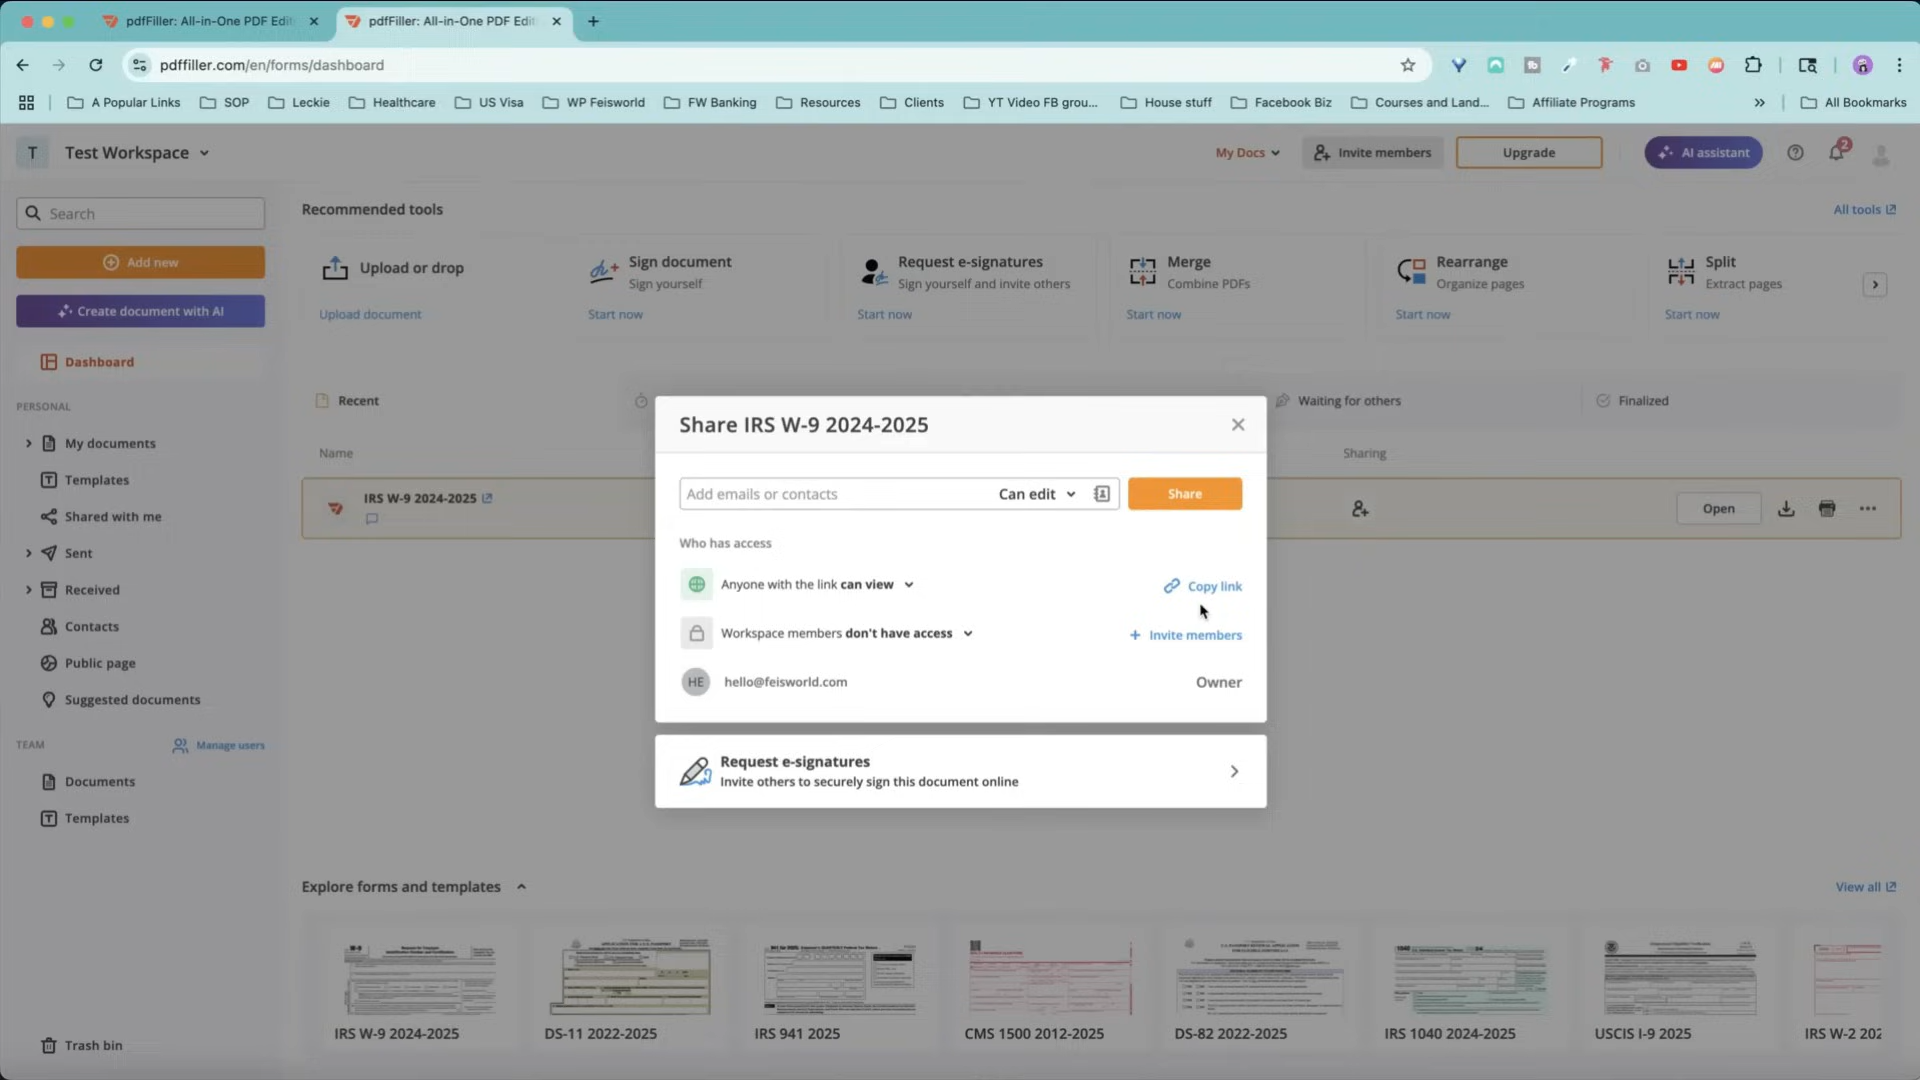 pdfFiller: All-in-One PDF Edit
pdfFiller: All-in-One PDF Edit
pdffiller.com/en/forms/dashboard
A Popular Links
SOP
Leckie
Healthcare
US Visa
WP Feisworld
FW Banking
Resources
Clients
YT Video FB grou...
House stuff
Facebook Biz
Courses and Land...
Affiliate Programs
All Bookmarks
T
Test Workspace
My Docs
Invite members
Upgrade
AI assistant
2
Search
Add new
Create document with AI
Dashboard
PERSONAL
My documents
Templates
Shared with me
Sent
Received
Contacts
Public page
Suggested documents
TEAM
Manage users
Documents
Templates
Trash bin
Recommended tools
All tools
Upload or drop
Upload document
Sign document
Sign yourself
Start now
Request e-signatures
Sign yourself and invite others
Start now
Merge
Combine PDFs
Start now
Rearrange
Organize pages
Start now
Split
Extract pages
Start now
Recent
Waiting for others
Finalized
Name
Sharing
IRS W-9 2024-2025
Open
Share IRS W-9 2024-2025
Add emails or contacts
Can edit
Share
Who has access
Anyone with the link can view
Copy link
Workspace members don't have access
+ Invite members
HE
hello@feisworld.com
Owner
Request e-signatures
Invite others to securely sign this document online
Explore forms and templates
View all
IRS W-9 2024-2025
DS-11 2022-2025
IRS 941 2025
CMS 1500 2012-2025
DS-82 2022-2025
IRS 1040 2024-2025
USCIS I-9 2025
IRS W-2 202